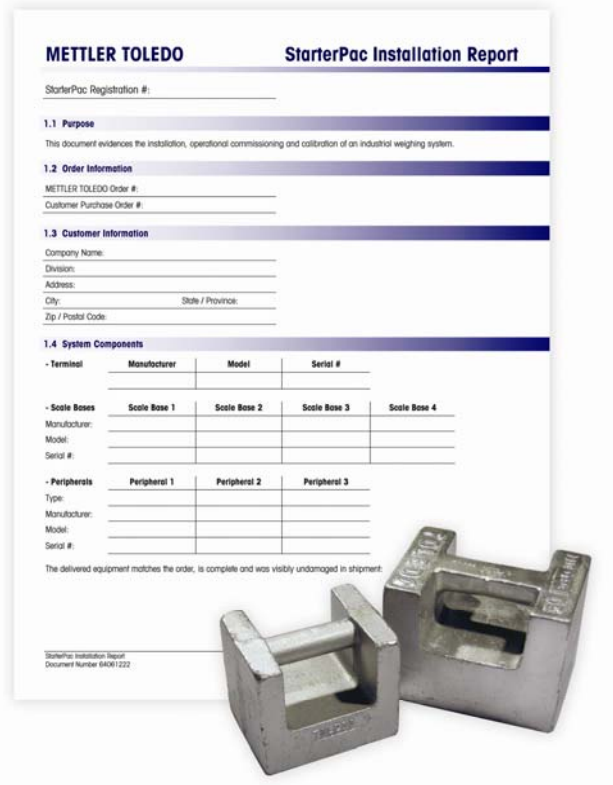 METTLER TOLEDO StarterPac Installation Report
StarterPac Registration #:
1.1 Purpose
This document evidences the installation, operational commissioning and calibration of an industrial weighing system.
1.2 Order Information
METTLER TOLEDO Order #:
Customer Purchase Order #:
1.3 Customer Information
Company Name:
Division:
Address:
City: State / Province:
Zip / Postal Code:
1.4 System Components
- Terminal Manufacturer Model Serial #
- Scale Bases Scale Base 1 Scale Base 2 Scale Base 3 Scale Base 4
Manufacturer:
Model:
Serial #:
- Peripherals Peripheral 1 Peripheral 2 Peripheral 3
Type:
Manufacturer:
Model:
Serial #:
The delivered equipment matches the order, is complete and was visibly undamaged in shipment:
StarterPac Installation Report
Document Number 64061222